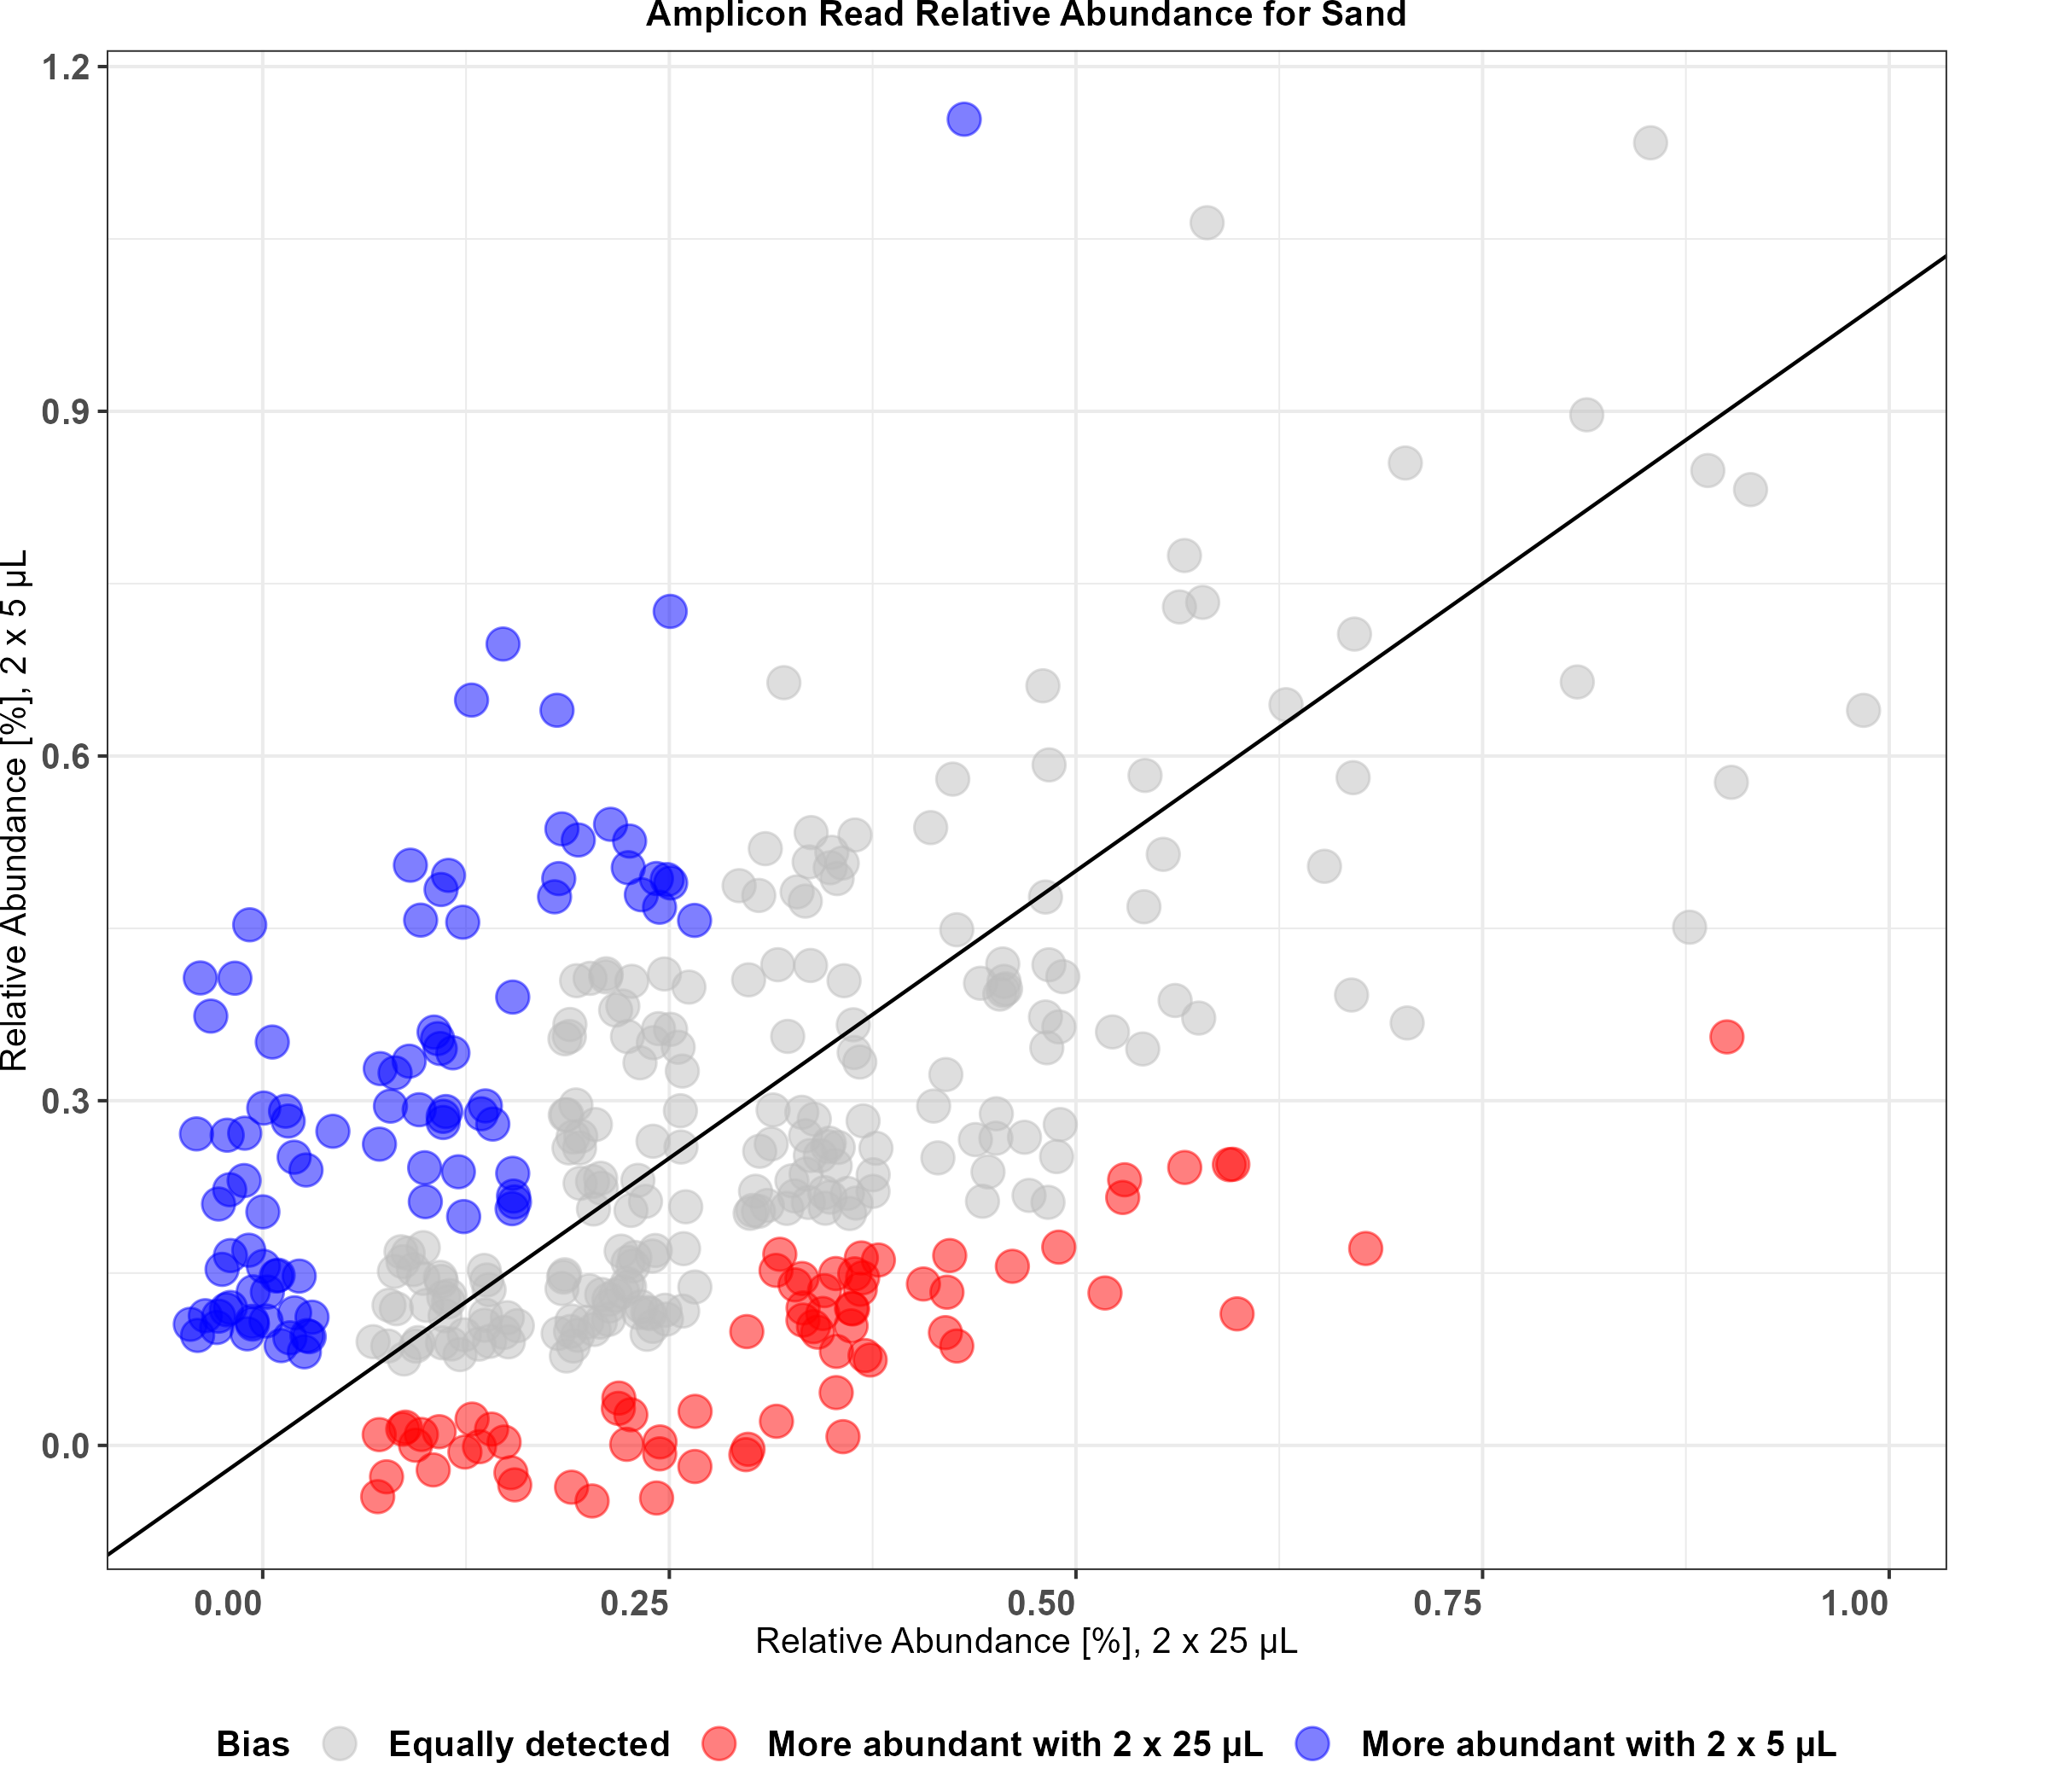 Amplicon Read Relative Abundance for Sand
Relative Abundance [%], 2 x 5 µL
1.2
0.9
0.6
0.3
0.0
0.00 0.25 0.50 0.75 1.00
Relative Abundance [%], 2 x 25 µL
Bias Equally detected More abundant with 2 x 25 µL More abundant with 2 x 5 µL